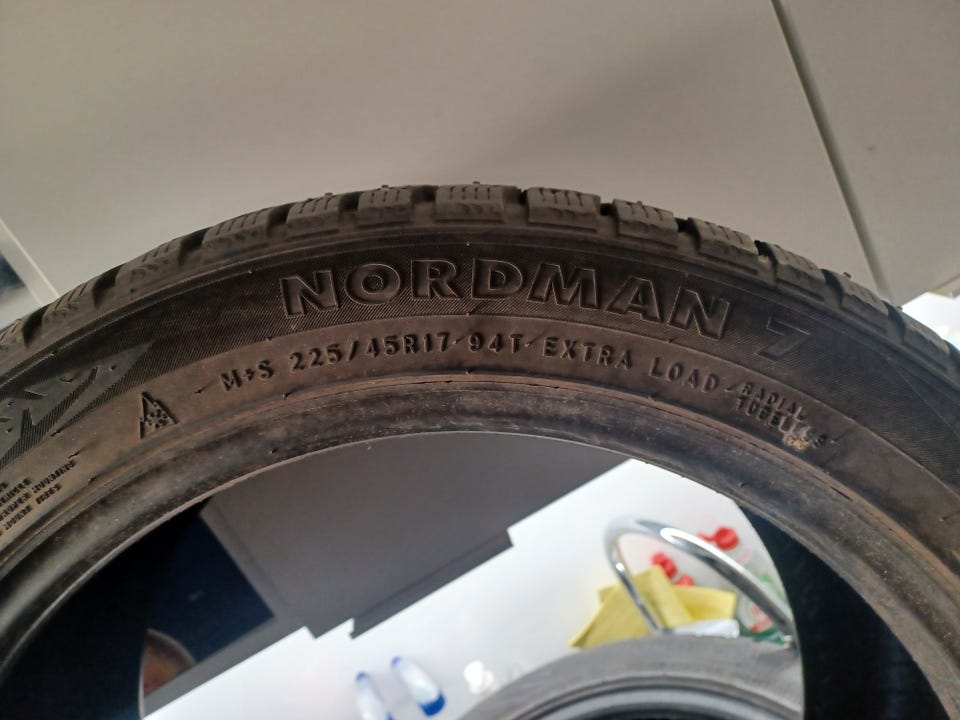 NORDMAN 7
M+S 225/45R17 94T EXTRA LOAD
RADIAL
TUBELESS